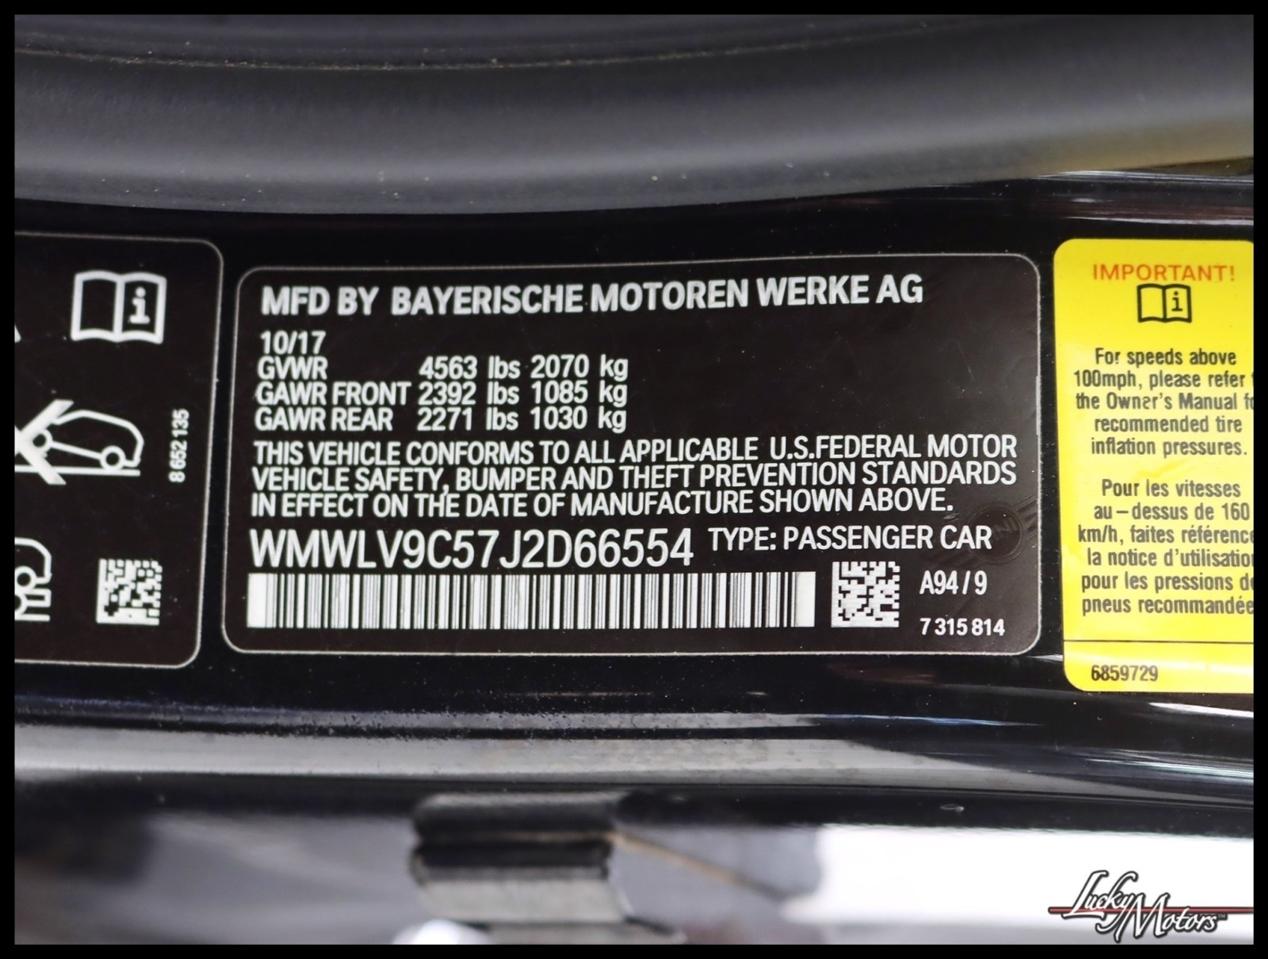 8 652 135
MFD BY BAYERISCHE MOTOREN WERKE AG
10/17
GVWR 4563 lbs 2070 kg
GAWR FRONT 2392 lbs 1085 kg
GAWR REAR 2271 lbs 1030 kg
THIS VEHICLE CONFORMS TO ALL APPLICABLE U.S.FEDERAL MOTOR
VEHICLE SAFETY, BUMPER AND THEFT PREVENTION STANDARDS
IN EFFECT ON THE DATE OF MANUFACTURE SHOWN ABOVE.
WMWLV9C57J2D66554 TYPE: PASSENGER CAR
A94/9
7 315 814
IMPORTANT!
For speeds above
100mph, please refer
the Owner's Manual
recommended tire
inflation pressures.
Pour les vitesses
au-dessus de 160
km/h, faites
la notice
pour les pressions
pneus
6859729
Lucky
Motors